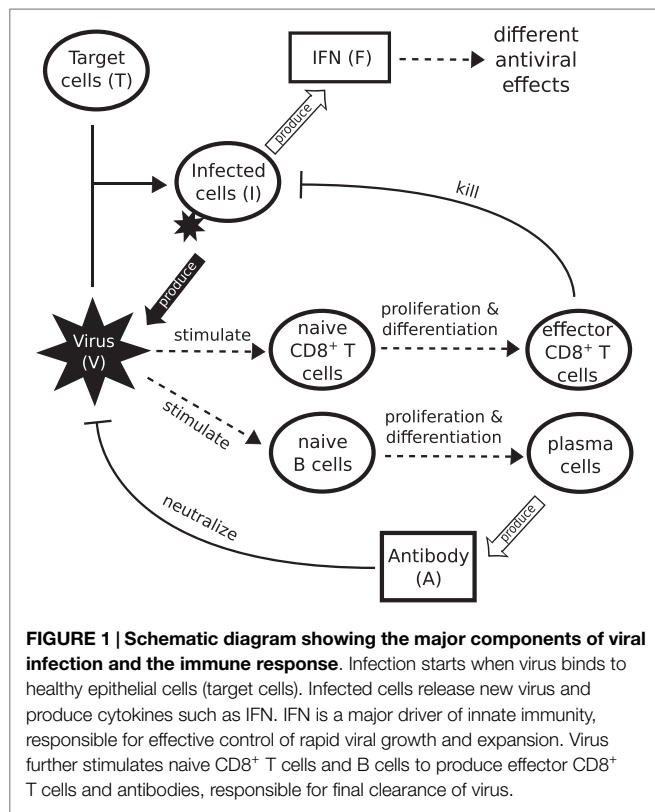 Target
cells (T)
IFN (F)
different
antiviral
effects
produce
Infected
cells (I)
kill
produce
Virus
(V)
stimulate
naive
CD8⁺ T
cells
proliferation &
differentiation
effector
CD8⁺ T
cells
stimulate
naive
B cells
proliferation &
differentiation
plasma
cells
produce
neutralize
Antibody
(A)
FIGURE 1 | Schematic diagram showing the major components of viral
infection and the immune response. Infection starts when virus binds to
healthy epithelial cells (target cells). Infected cells release new virus and
produce cytokines such as IFN. IFN is a major driver of innate immunity,
responsible for effective control of rapid viral growth and expansion. Virus
further stimulates naive CD8⁺ T cells and B cells to produce effector CD8⁺
T cells and antibodies, responsible for final clearance of virus.